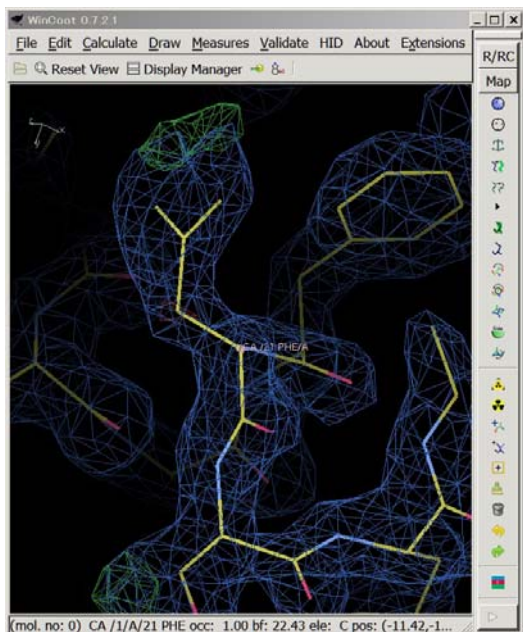 WinCoot 0.7.2.1
File Edit Calculate Draw Measures Validate HID About Extensions
R/RC
Reset View Display Manager
Map
CA /21 PHE/A
(mol. no: 0) CA /1/A/21 PHE occ: 1.00 bf: 22.43 ele: C pos: (-11.42,-1...